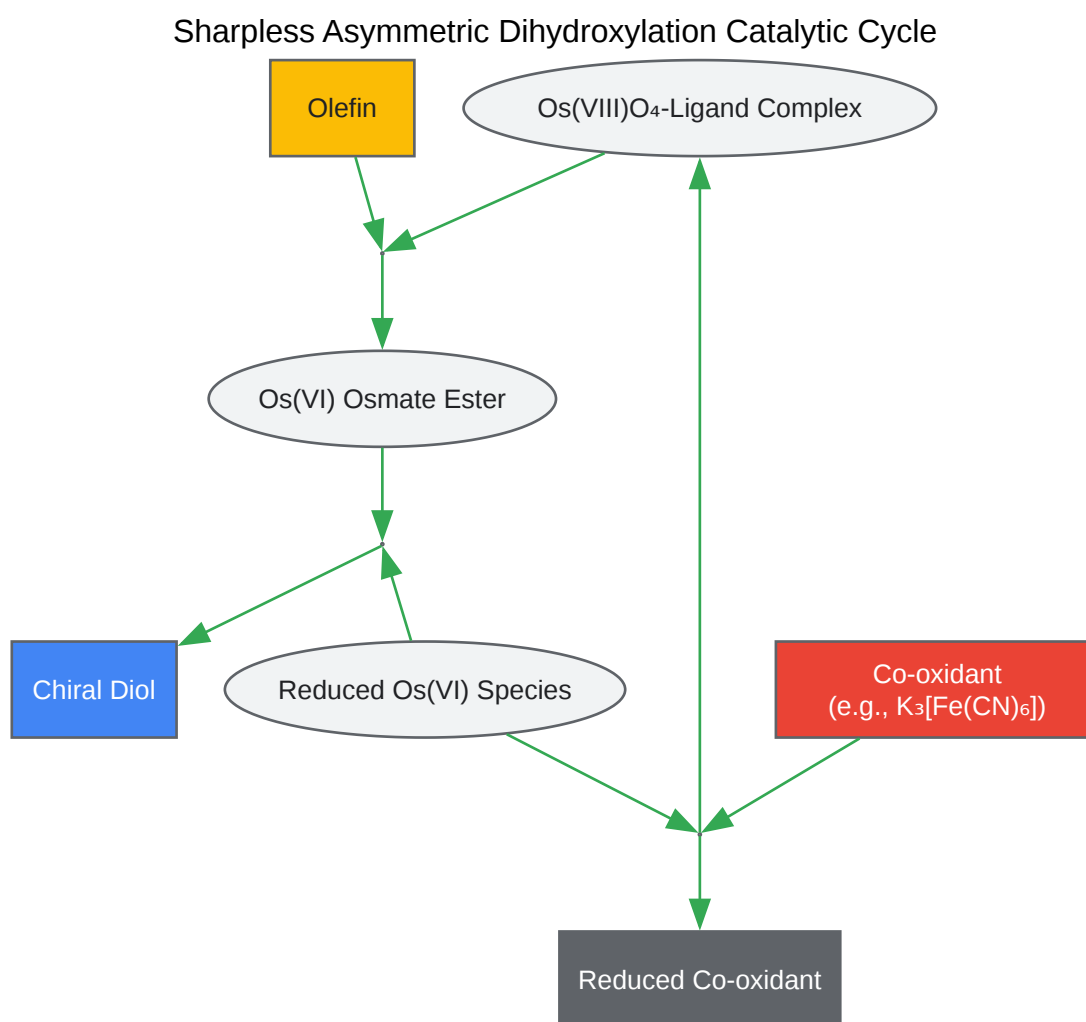 Sharpless Asymmetric Dihydroxylation Catalytic Cycle
Olefin
Os(VIII)O₄-Ligand Complex
Os(VI) Osmate Ester
Chiral Diol
Reduced Os(VI) Species
Co-oxidant
(e.g., K₃[Fe(CN)₆])
Reduced Co-oxidant